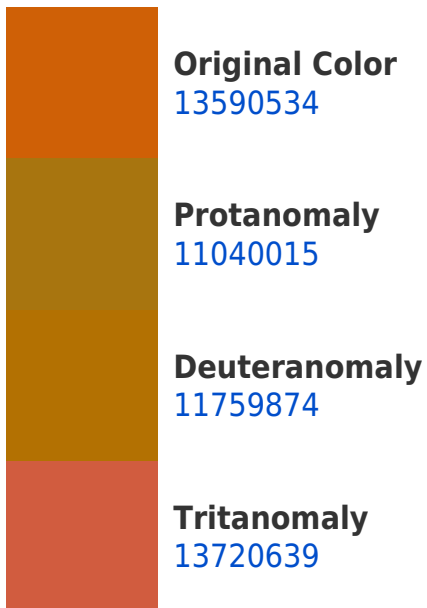 Original Color
13590534
Protanomaly
11040015
Deuteranomaly
11759874
Tritanomaly
13720639